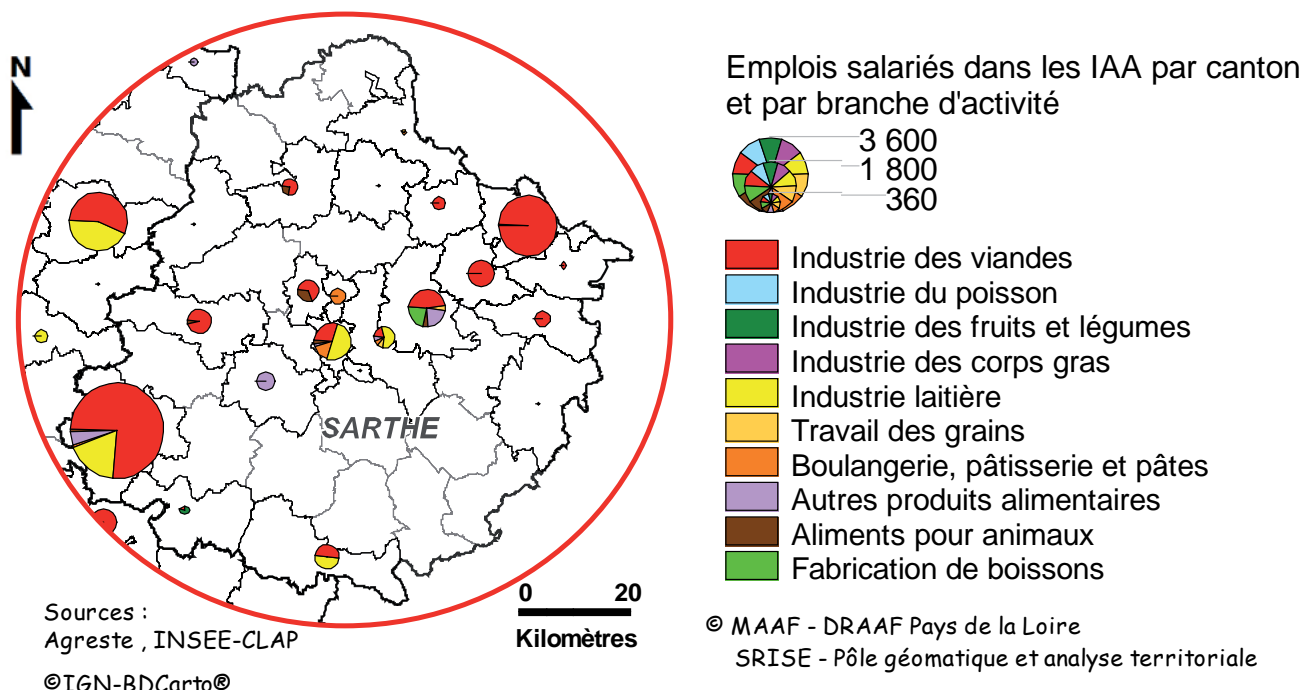 N
SARTHE
0 20
Kilomètres
Sources :
Agreste , INSEE-CLAP
©IGN-BDCarto®
Emplois salariés dans les IAA par canton
et par branche d'activité
3 600
1 800
360
Industrie des viandes
Industrie du poisson
Industrie des fruits et légumes
Industrie des corps gras
Industrie laitière
Travail des grains
Boulangerie, pâtisserie et pâtes
Autres produits alimentaires
Aliments pour animaux
Fabrication de boissons
© MAAF - DRAAF Pays de la Loire
SRISE - Pôle géomatique et analyse territoriale